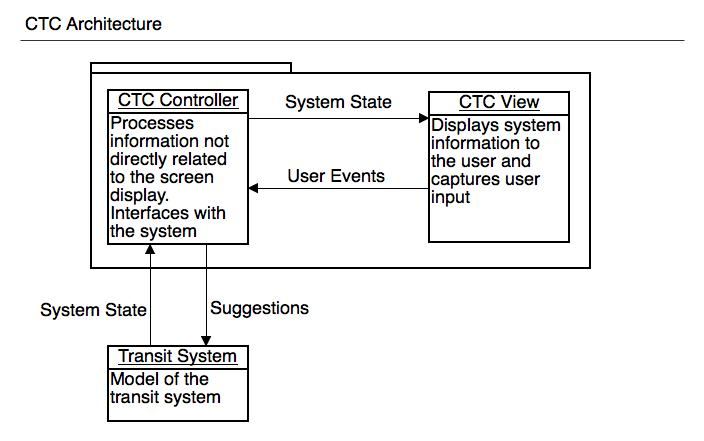 CTC Architecture
CTC Controller
Processes
information not
directly related
to the screen
display.
Interfaces with
the system
System State
User Events
CTC View
Displays system
information to
the user and
captures user
input
System State
Suggestions
Transit System
Model of the
transit system